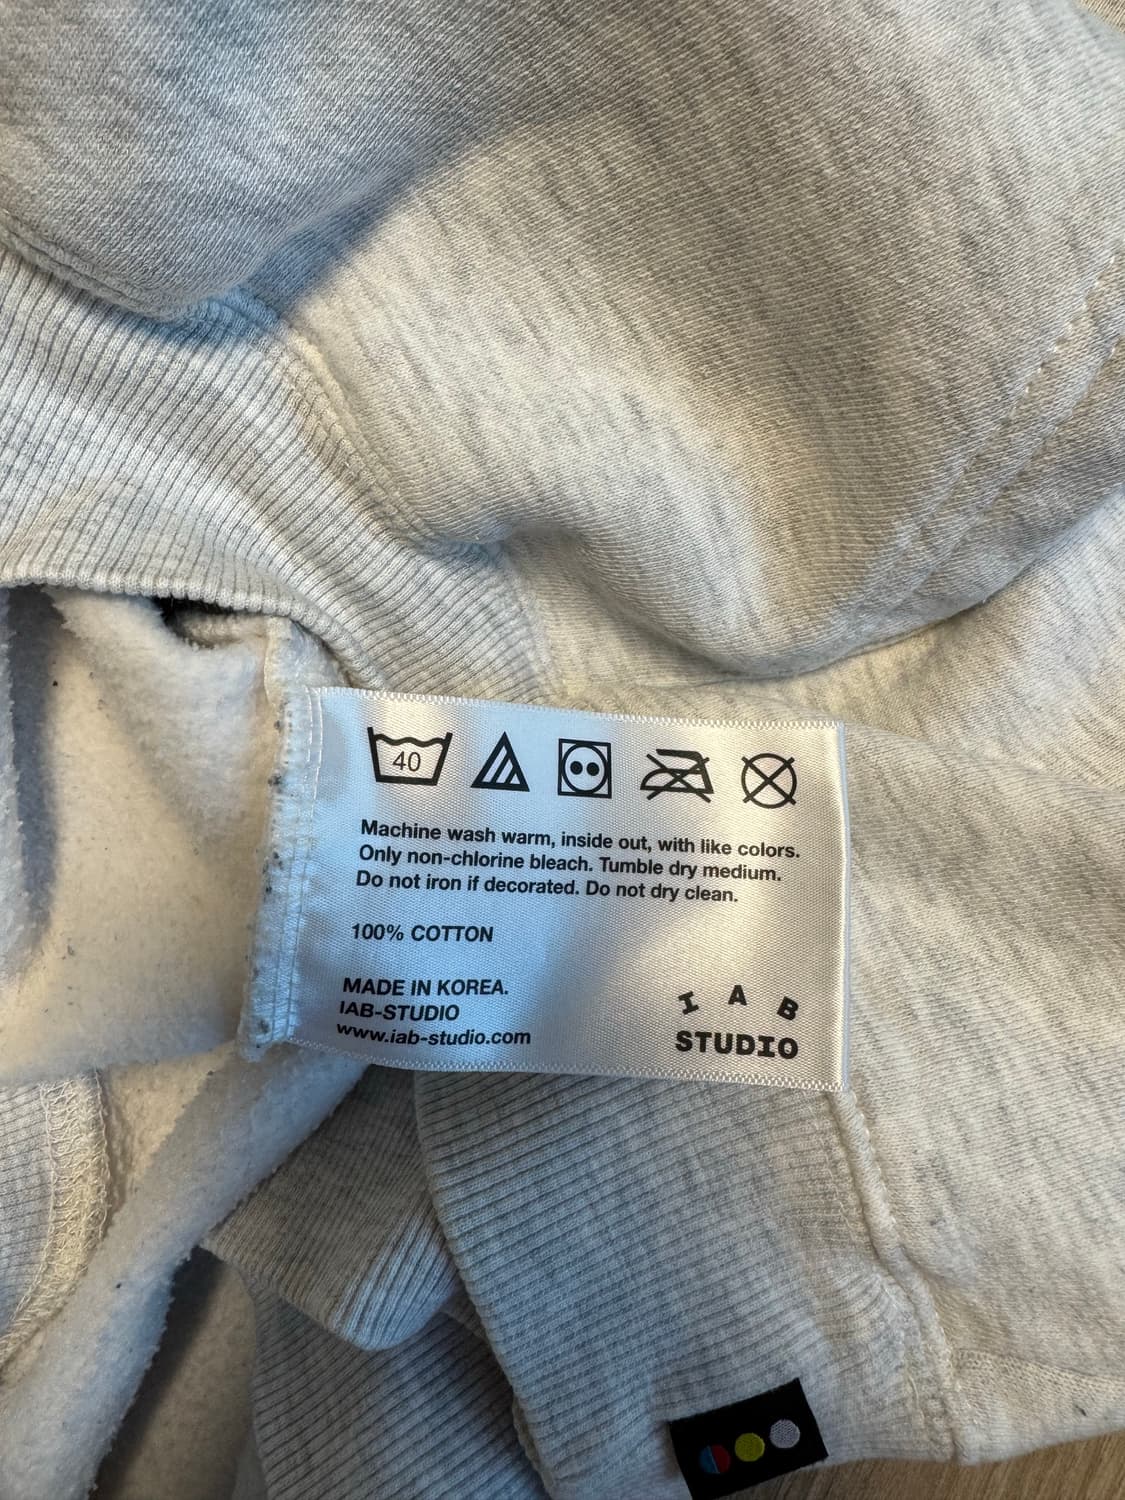 40
Machine wash warm, inside out, with like colors.
Only non-chlorine bleach. Tumble dry medium.
Do not iron if decorated. Do not dry clean.
100% COTTON
MADE IN KOREA.
IAB-STUDIO
www.iab-studio.com
I A B
STUDIO